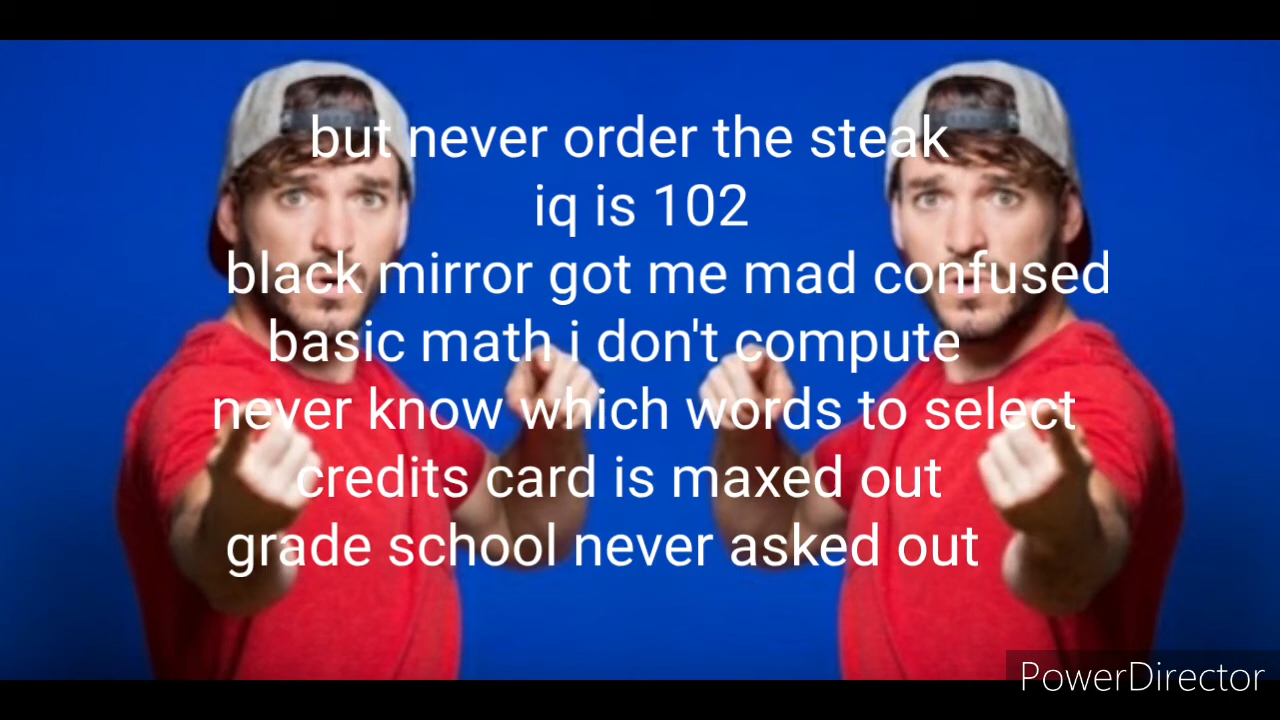 but never order the steak
iq is 102
black mirror got me mad confused
basic math i don't compute
never know which words to select
credits card is maxed out
grade school never asked out
PowerDirector